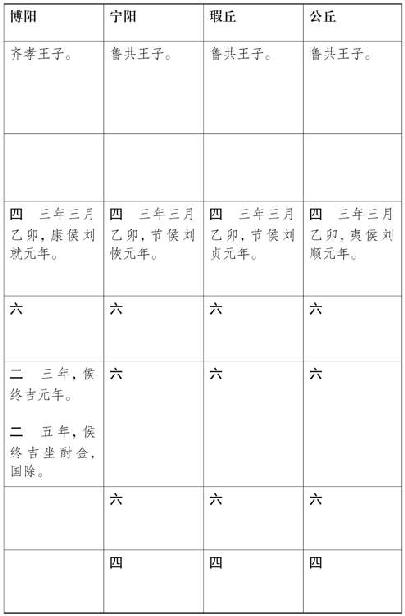 博阳 宁阳 瑕丘 公丘
齐孝王子。 鲁共王子。 鲁共王子。 鲁共王子。
四 三年三月 四 三年三月 四 三年三月 四 三年三月
乙卯，康侯刘 乙卯，节侯刘 乙卯，节侯刘 乙卯，夷侯刘
就元年。 恢元年。 贞元年。 顺元年。
六 六 六 六
二 三年，侯 六 六 六
终吉元年。
二 五年，侯
终吉坐酎金，
国除。
六 六 六
四 四 四